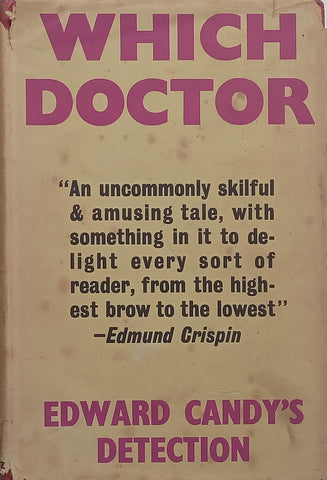 WHICH
DOCTOR
“An uncommonly skilful
& amusing tale, with
something in it to de-
light every sort of
reader, from the high-
est brow to the lowest”
—Edmund Crispin
EDWARD CANDY'S
DETECTION